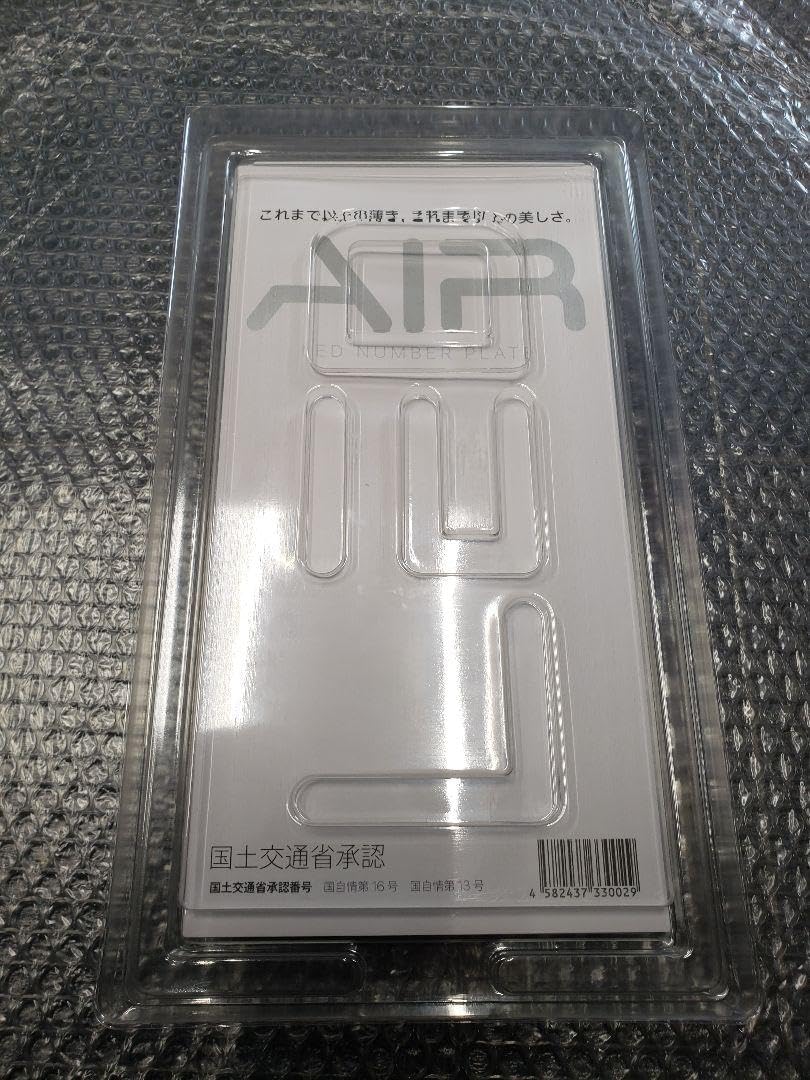 これまで以上の薄さ、これまで以上の美しさ。
AIR
ED NUMBER PLATE
国土交通省承認
国土交通省承認番号 国自情第16号 国自情第13号
4 582437 330029